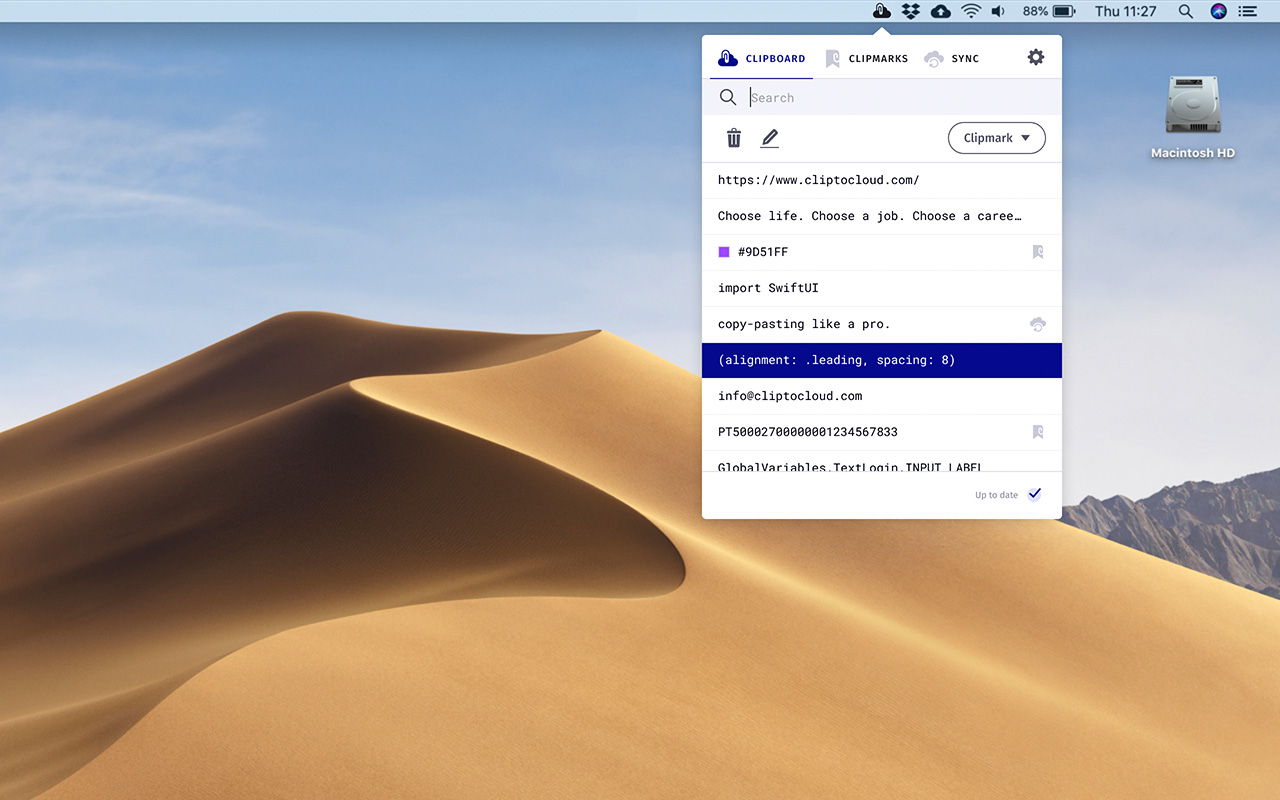 88%
Thu 11:27
CLIPBOARD
CLIPMARKS
SYNC
Search
Clipmark
Macintosh HD
https://www.cliptocloud.com/
Choose life. Choose a job. Choose a caree…
#9D51FF
import SwiftUI
copy-pasting like a pro.
(alignment: .leading, spacing: 8)
info@cliptocloud.com
PT50002700000001234567833
GlobalVariables.TextLogin.INPUT_LABEL
Up to date